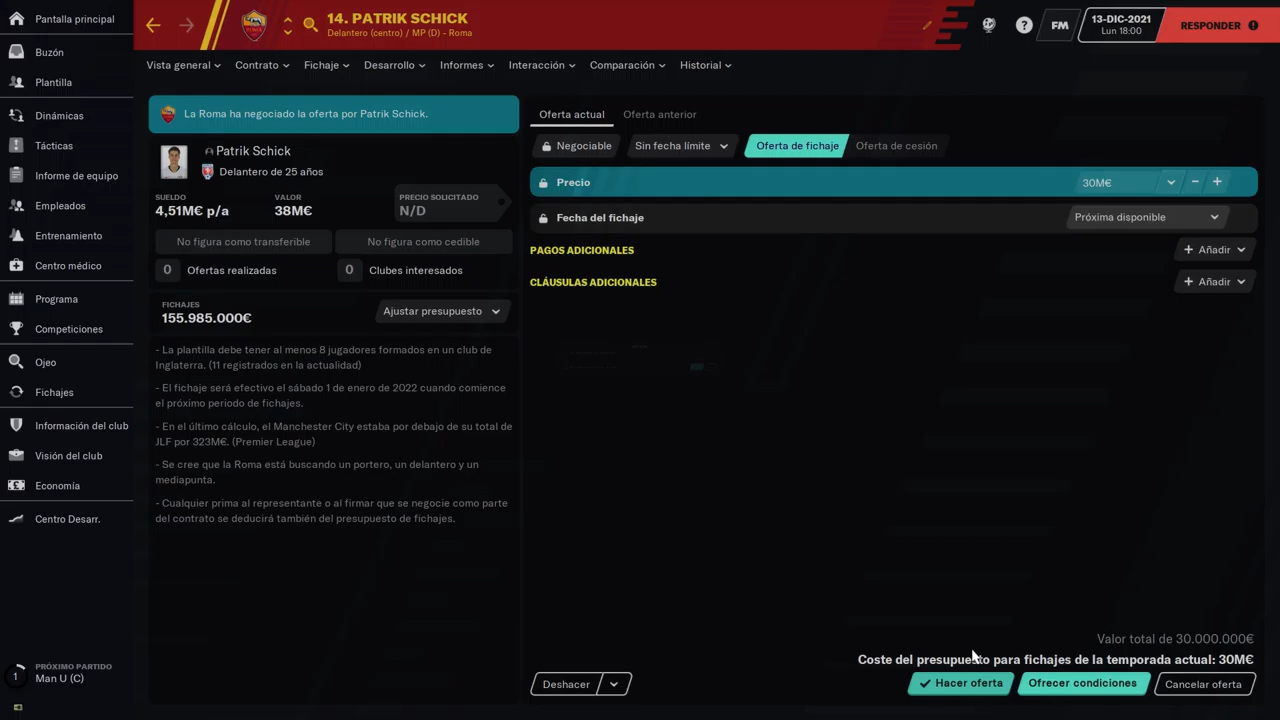 Pantalla principal
14. PATRIK SCHICK
Delantero (centro) / MP (D) - Roma
FM
13-DIC-2021
Lun 18:00
RESPONDER
Buzón
Plantilla
Dinámicas
Tácticas
Informe de equipo
Empleados
Entrenamiento
Centro médico
Programa
Competiciones
Ojeo
Fichajes
Información del club
Visión del club
Economía
Centro Desarr.
1
PRÓXIMO PARTIDO
Man U (C)
Vista general
Contrato
Fichaje
Desarrollo
Informes
Interacción
Comparación
Historial
La Roma ha negociado la oferta por Patrik Schick.
Patrik Schick
Delantero de 25 años
SUELDO
4,51M€ p/a
VALOR
38M€
PRECIO SOLICITADO
N/D
No figura como transferible
No figura como cedible
0 Ofertas realizadas
0 Clubes interesados
FICHAJES
155.985.000€
Ajustar presupuesto
- La plantilla debe tener al menos 8 jugadores formados en un club de
Inglaterra. (11 registrados en la actualidad)
- El fichaje será efectivo el sábado 1 de enero de 2022 cuando comience
el próximo periodo de fichajes.
- En el último cálculo, el Manchester City estaba por debajo de su total de
JLF por 323M€. (Premier League)
- Se cree que la Roma está buscando un portero, un delantero y un
mediapunta.
- Cualquier prima al representante o al firmar que se negocie como parte
del contrato se deducirá también del presupuesto de fichajes.
Oferta actual
Oferta anterior
Negociable
Sin fecha límite
Oferta de fichaje
Oferta de cesión
Precio
30M€
Fecha del fichaje
Próxima disponible
PAGOS ADICIONALES
+ Añadir
CLÁUSULAS ADICIONALES
+ Añadir
Valor total de 30.000.000€
Coste del presupuesto para fichajes de la temporada actual: 30M€
Deshacer
Hacer oferta
Ofrecer condiciones
Cancelar oferta